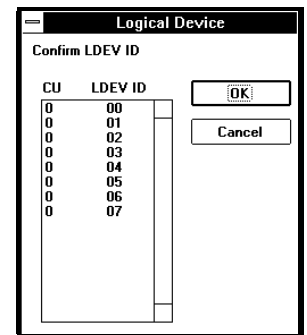 Logical Device
Confirm LDEV ID
CU LDEV ID
OK
0 00
0 01
Cancel
0 02
0 03
0 04
0 05
0 06
0 07